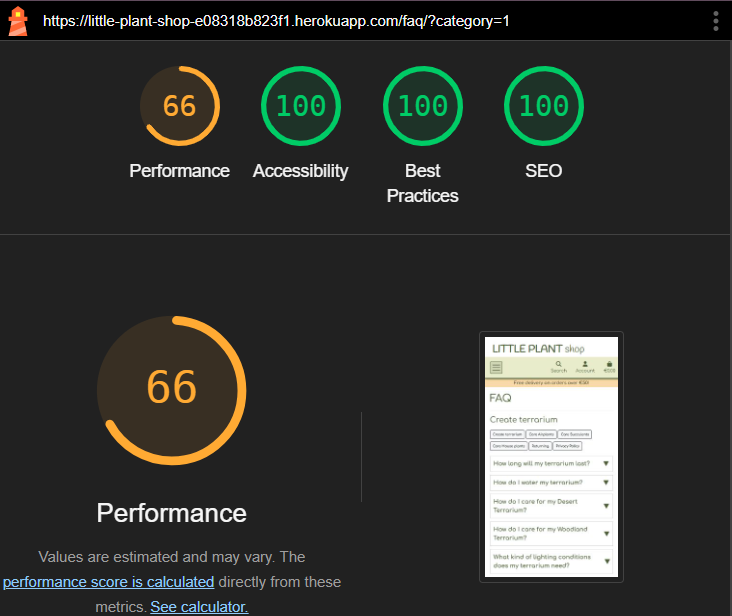 https://little-plant-shop-e08318b823f1.herokuapp.com/faq/?category=1
66
100
100
100
Performance
Accessibility
Best
Practices
SEO
66
Performance
Values are estimated and may vary. The
performance score is calculated directly from these
metrics. See calculator.
LITTLE PLANT shop
Search
Account
Free delivery on orders over €50!
FAQ
Create terrarium
Create terrarium
Care Airplants
Care Succulents
Care House plants
Returning
Privacy Policy
How long will my terrarium last?
How do I water my terrarium?
How do I care for my Desert
Terrarium?
How do I care for my Woodland
Terrarium?
What kind of lighting conditions
does my terrarium need?